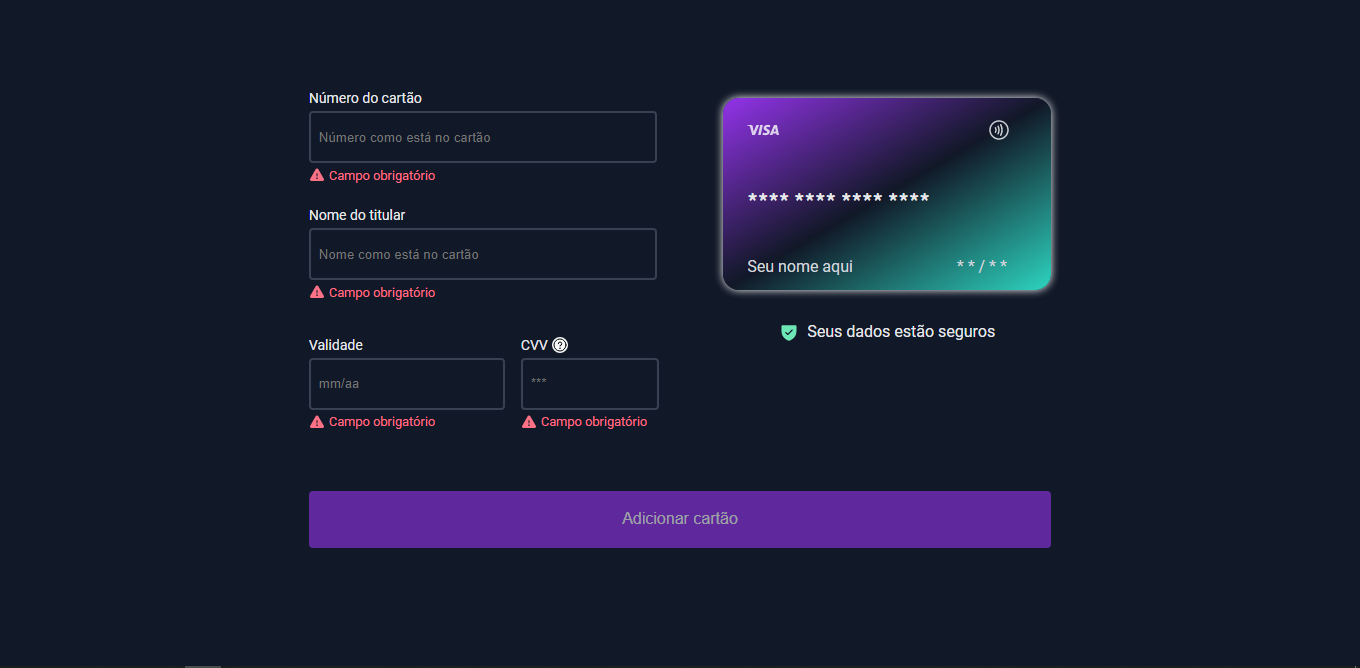 Número do cartão
Número como está no cartão
Campo obrigatório
Nome do titular
Nome como está no cartão
Campo obrigatório
Validade
mm/aa
Campo obrigatório
CVV ?
***
Campo obrigatório
VISA
**** **** **** ****
Seu nome aqui
**/**
Seus dados estão seguros
Adicionar cartão